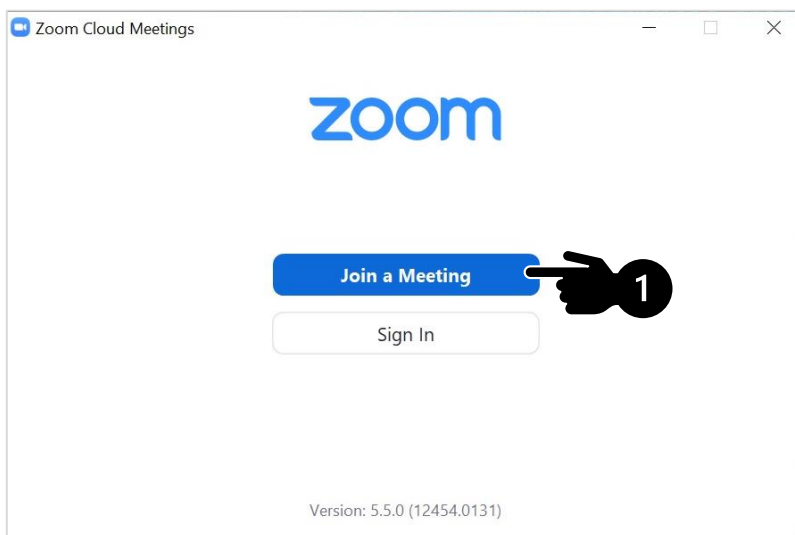 Zoom Cloud Meetings
zoom
Join a Meeting
1
Sign In
Version: 5.5.0 (12454.0131)